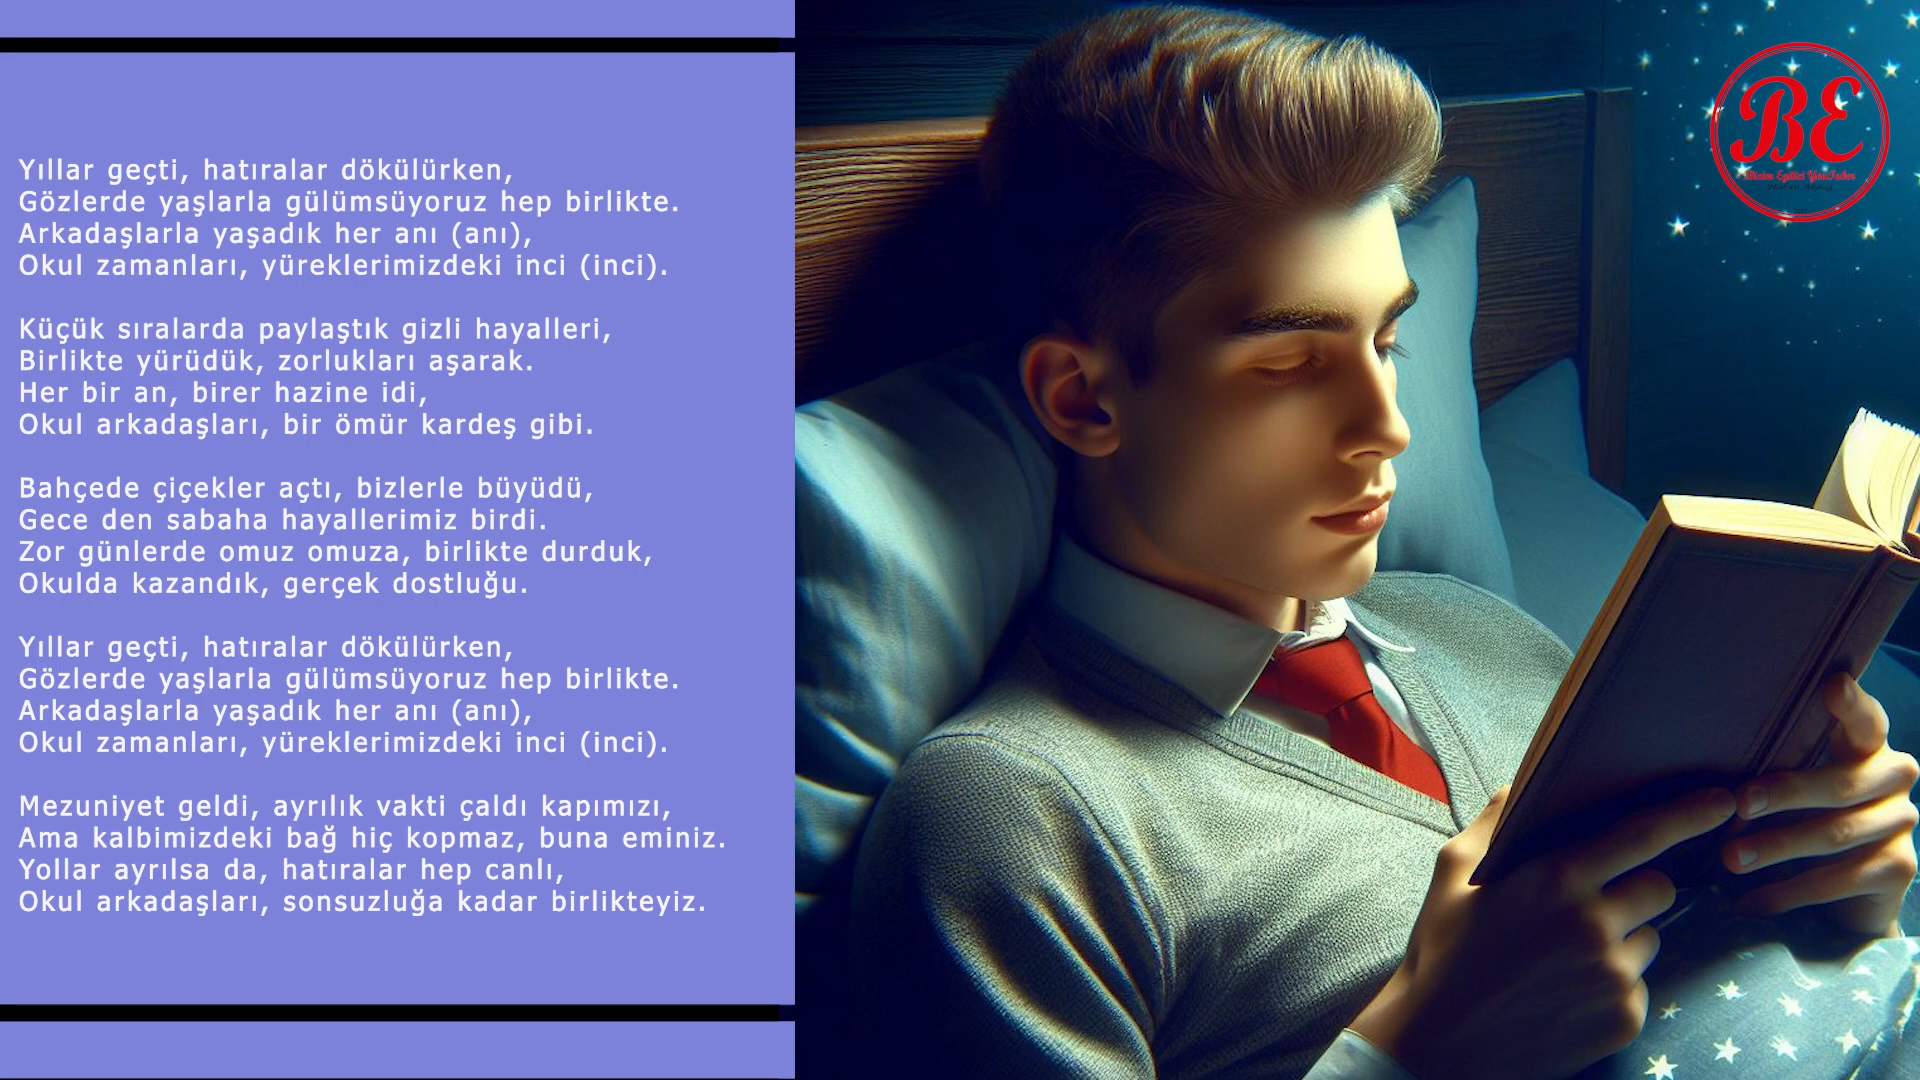 Yıllar geçti, hatıralar dökülürken,
Gözlerde yaşlarla gülümsüyoruz hep birlikte.
Arkadaşlarla yaşadık her anı (anı),
Okul zamanları, yüreklerimizdeki inci (inci).
Küçük sıralarda paylaştık gizli hayalleri,
Birlikte yürüdük, zorlukları aşarak.
Her bir an, birer hazine idi,
Okul arkadaşları, bir ömür kardeş gibi.
Bahçede çiçekler açtı, bizlerle büyüdü,
Gece den sabaha hayallerimiz birdi.
Zor günlerde omuz omuza, birlikte durduk,
Okulda kazandık, gerçek dostluğu.
Yıllar geçti, hatıralar dökülürken,
Gözlerde yaşlarla gülümsüyoruz hep birlikte.
Arkadaşlarla yaşadık her anı (anı),
Okul zamanları, yüreklerimizdeki inci (inci).
Mezuniyet geldi, ayrılık vakti çaldı kapımızı,
Ama kalbimizdeki bağ hiç kopmaz, buna eminiz.
Yollar ayrılsa da, hatıralar hep canlı,
Okul arkadaşları, sonsuzluğa kadar birlikteyiz.
BE